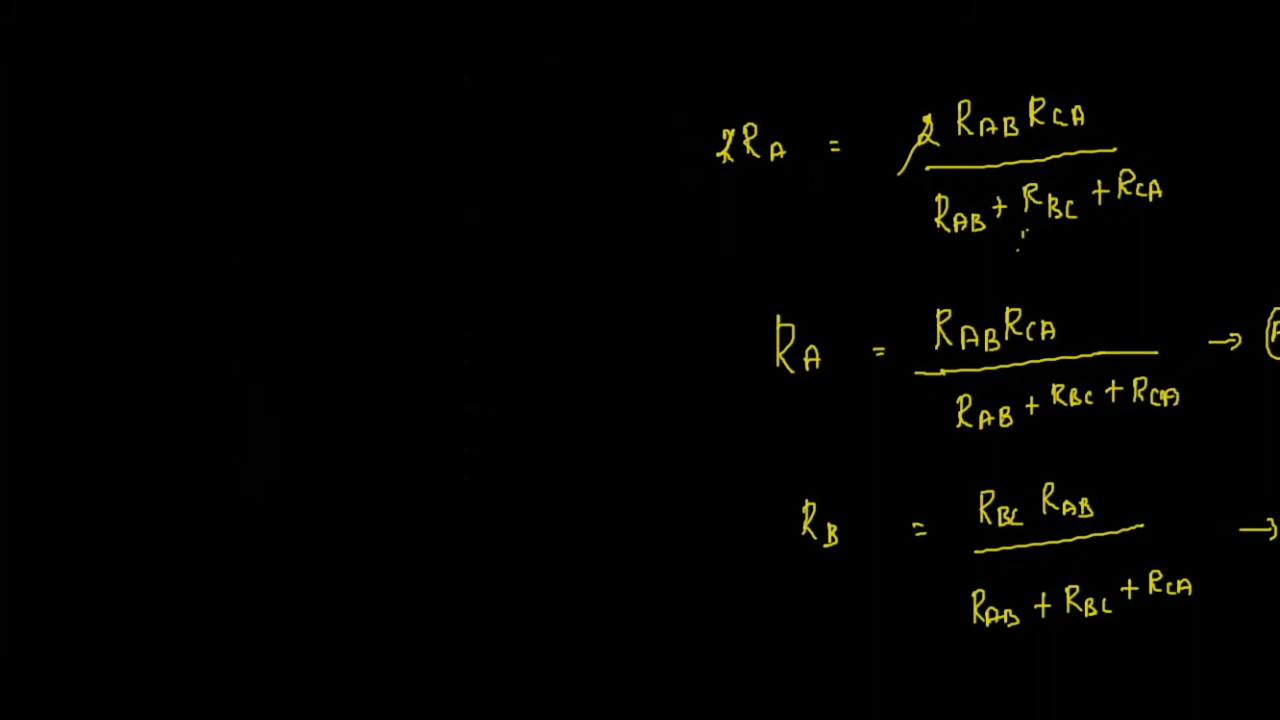 2RA = 2 RAB RCA / RAB + RBC + RCA
RA = RAB RCA / RAB + RBC + RCA →
RB = RBC RAB / RAB + RBC + RCA →